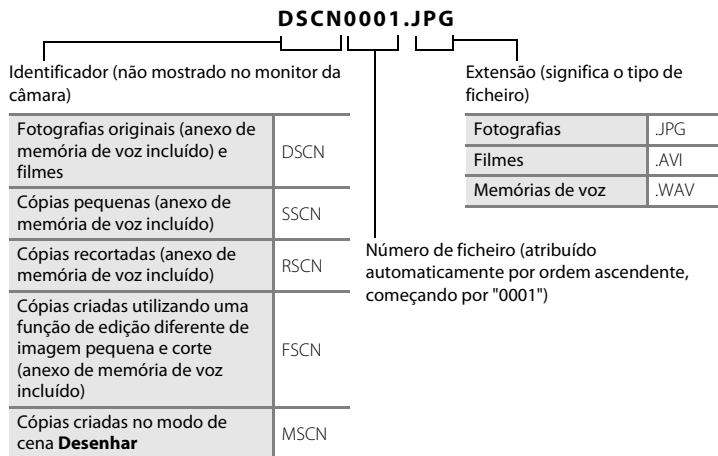 DSCN0001.JPG
Identificador (não mostrado no monitor da
câmara)
Fotografias originais (anexo de
memória de voz incluído) e
filmes
DSCN
Cópias pequenas (anexo de
memória de voz incluído)
SSCN
Cópias recortadas (anexo de
memória de voz incluído)
RSCN
Cópias criadas utilizando uma
função de edição diferente de
imagem pequena e corte
(anexo de memória de voz
incluído)
FSCN
Cópias criadas no modo de
cena Desenhar
MSCN
Extensão (significa o tipo de
ficheiro)
Fotografias .JPG
Filmes .AVI
Memórias de voz .WAV
Número de ficheiro (atribuído
automaticamente por ordem ascendente,
começando por "0001")